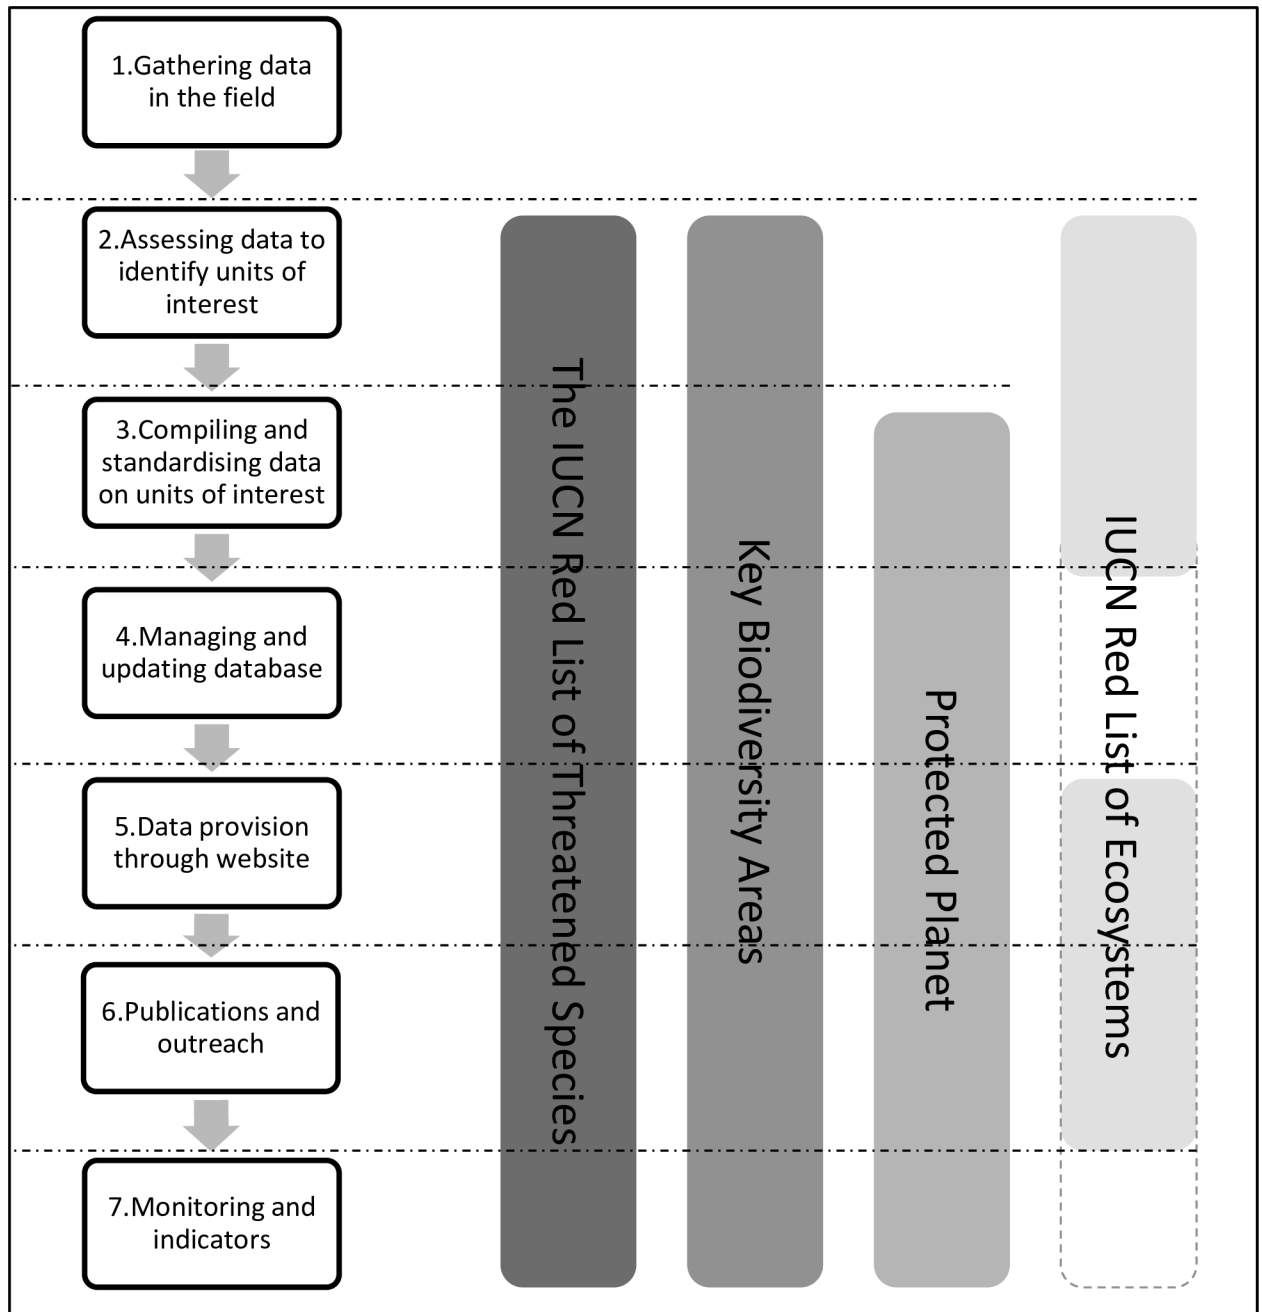 1.Gathering data
in the field
2.Assessing data to
identify units of
interest
3.Compiling and
standardising data
on units of interest
4.Managing and
updating database
5.Data provision
through website
6.Publications and
outreach
7.Monitoring and
indicators
The IUCN Red List of Threatened Species
Key Biodiversity Areas
Protected Planet
IUCN Red List of Ecosystems